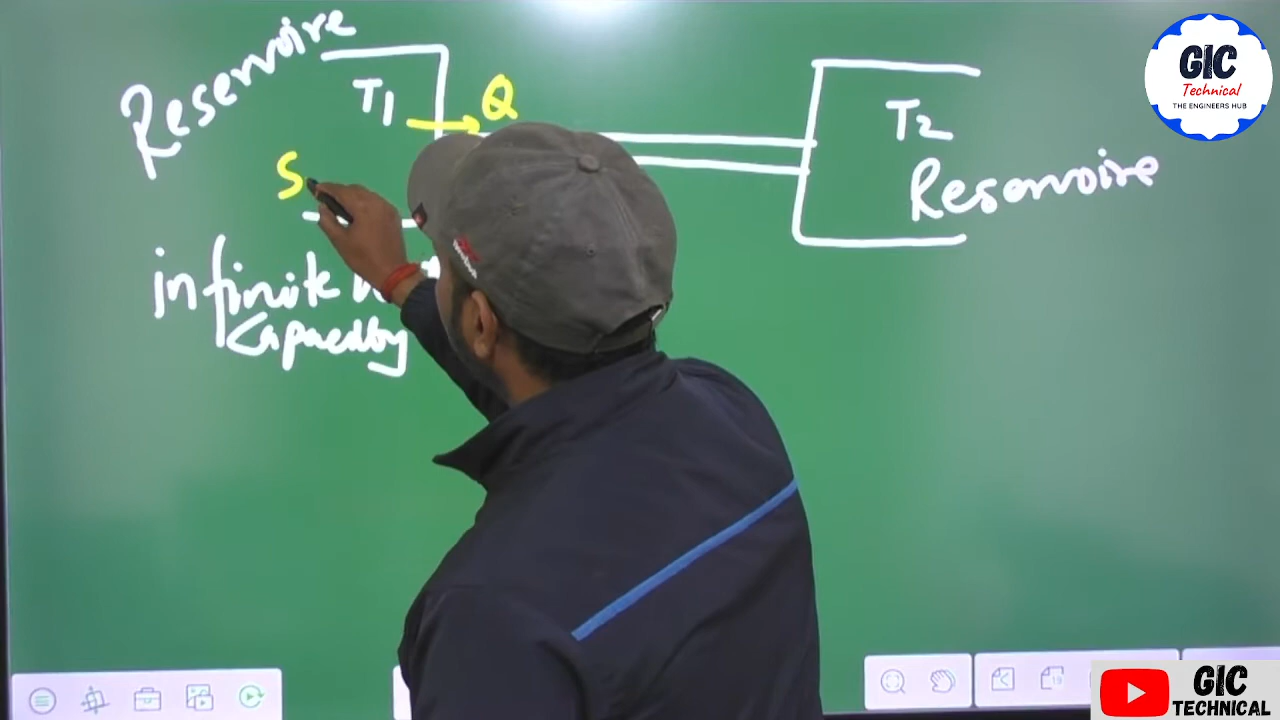 Reservoire
T1
Q
S
infinite
Capacity
T2
Reservoire
GIC
Technical
THE ENGINEERS HUB
GIC
TECHNICAL